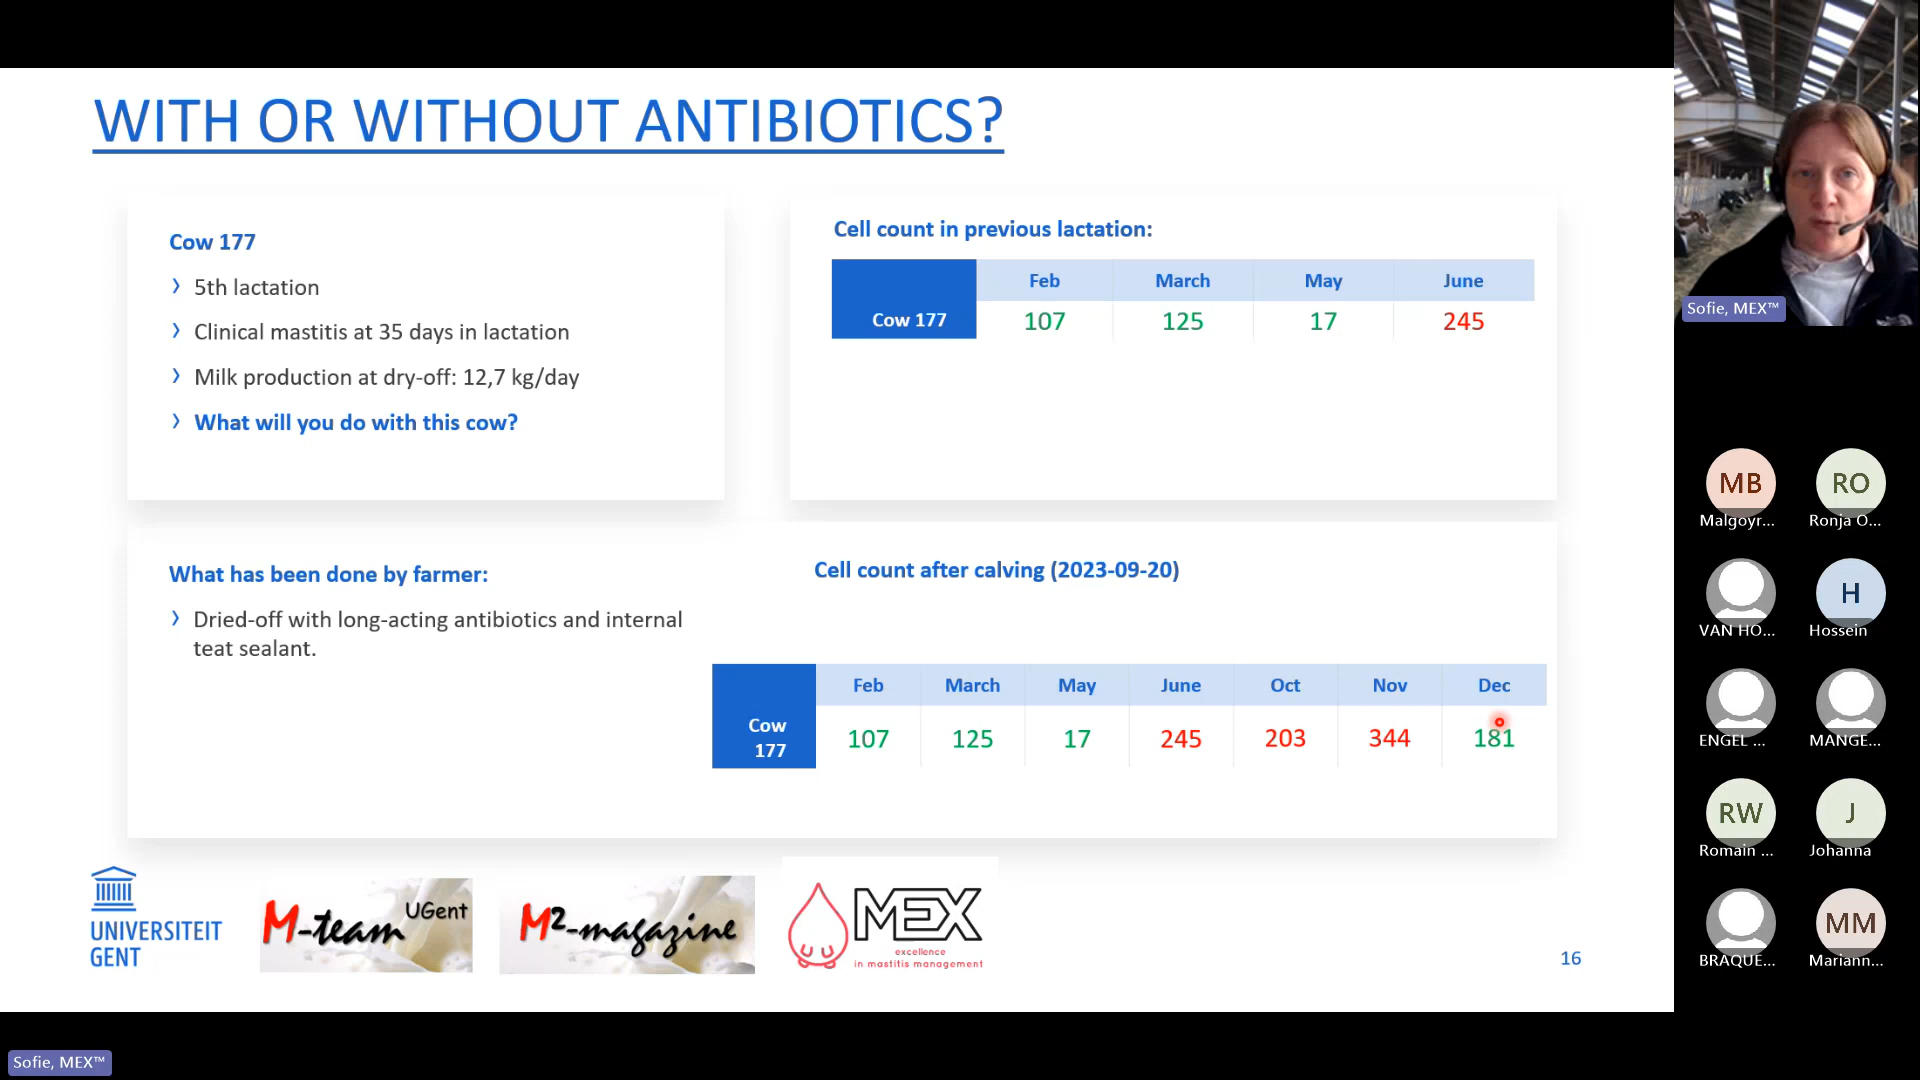 WITH OR WITHOUT ANTIBIOTICS?
Cow 177
5th lactation
Clinical mastitis at 35 days in lactation
Milk production at dry-off: 12,7 kg/day
What will you do with this cow?
Cell count in previous lactation:
Feb March May June
Cow 177 107 125 17 245
What has been done by farmer:
Dried-off with long-acting antibiotics and internal
teat sealant.
Cell count after calving (2023-09-20)
Feb March May June Oct Nov Dec
Cow
177
107 125 17 245 203 344 181
UNIVERSITEIT
GENT
M-team UGent
M2-magazine
MEX
excellence
in mastitis management
16
Sofie, MEX™
MB RO
Malgoyr... Ronja O...
H
VAN HO... Hossein
ENGEL ... MANGE...
RW J
Romain ... Johanna
MM
BRAQUE... Mariann...
Sofie, MEX™